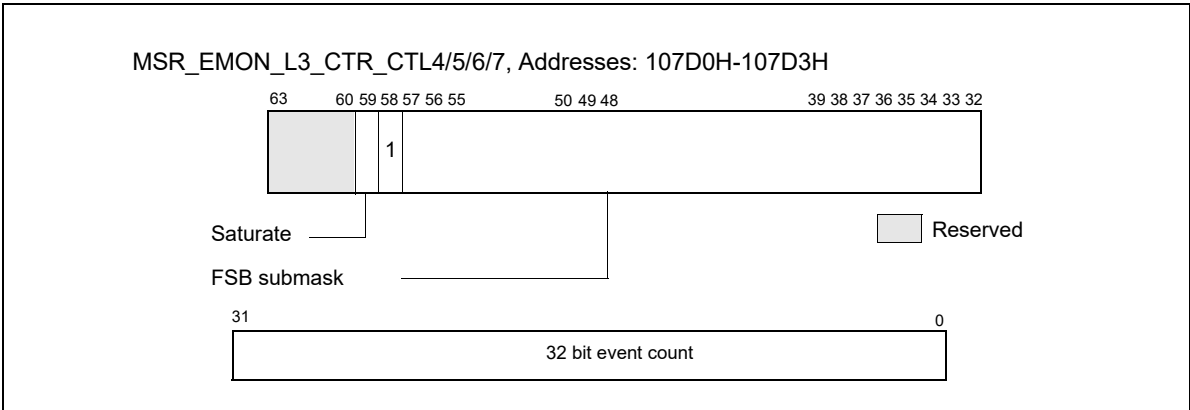 MSR_EMON_L3_CTR_CTL4/5/6/7, Addresses: 107D0H-107D3H
63 60 59 58 57 56 55 50 49 48 39 38 37 36 35 34 33 32
1
Saturate
Reserved
FSB submask
31 0
32 bit event count